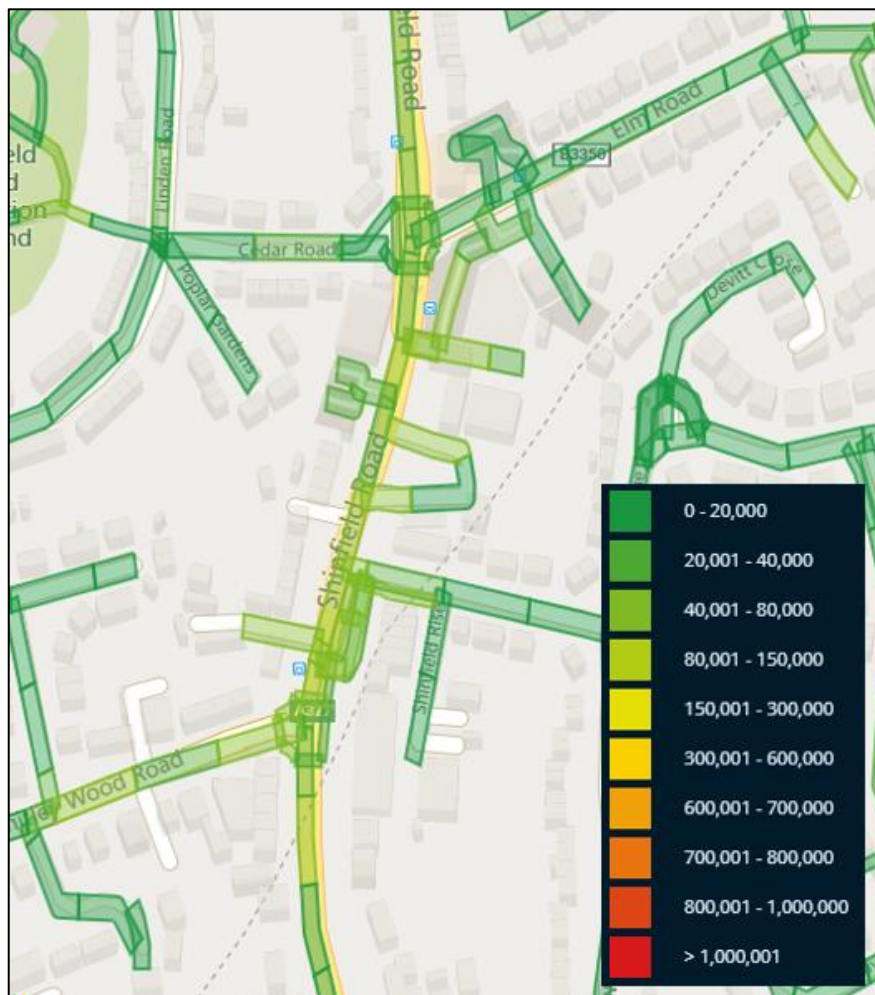 Road
Linden Road
Elm Road
B3350
Cedar Road
Poplar Gardens
Devitt Close
Shinfield Road
Shinfield Rise
Wood Road
0 - 20,000
20,001 - 40,000
40,001 - 80,000
80,001 - 150,000
150,001 - 300,000
300,001 - 600,000
600,001 - 700,000
700,001 - 800,000
800,001 - 1,000,000
> 1,000,001